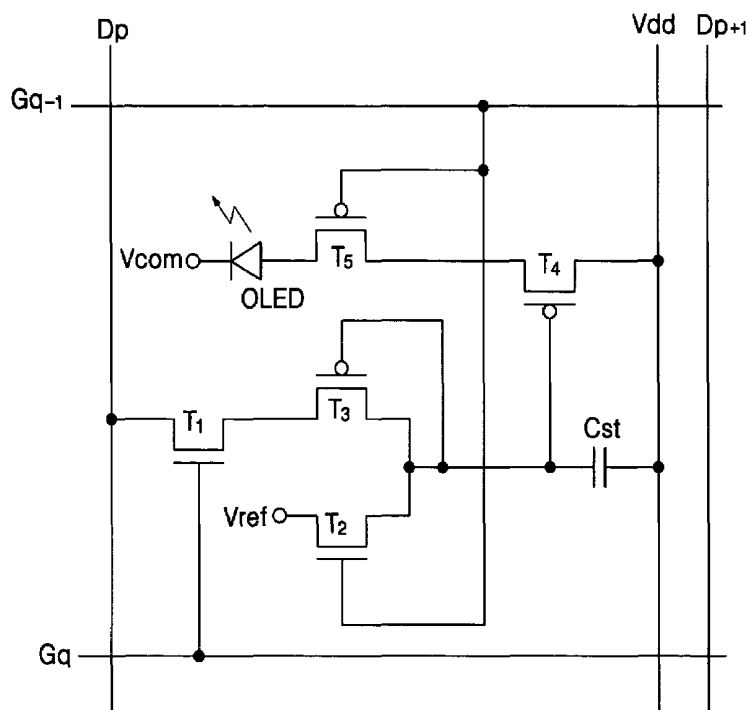 Dp
Vdd
Dp+1
Gq-1
Vcom
OLED
T5
T4
T1
T3
Cst
Vref
T2
Gq